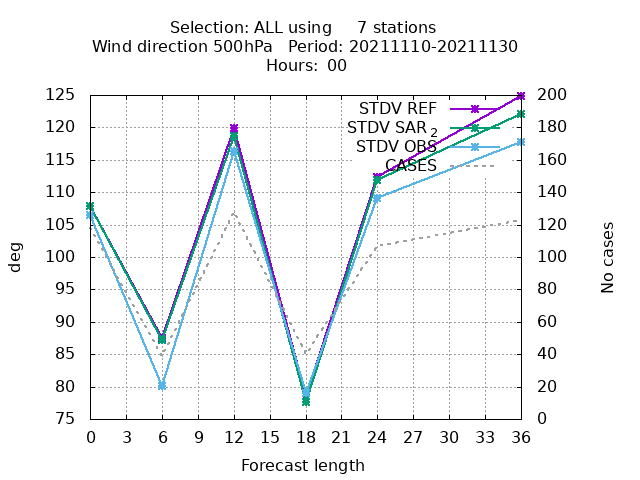 Selection: ALL using 7 stations
Wind direction 500hPa Period: 20211110-20211130
Hours: 00
125 200
STDV REF
120 180
STDV SAR 2
STDV OBS
115 160
CASES
110 140
105 120
100 100
95 80
90 60
85 40
80 20
75 0
deg
No cases
0 3 6 9 12 15 18 21 24 27 30 33 36
Forecast length